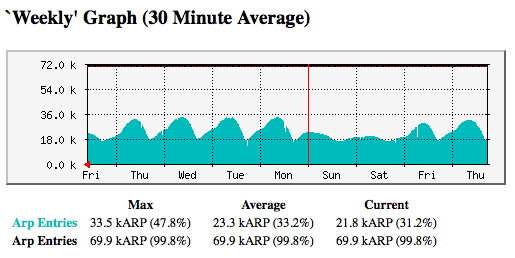 `Weekly' Graph (30 Minute Average)
72.0 k
54.0 k
36.0 k
18.0 k
0.0 k
Fri Thu Wed Tue Mon Sun Sat Fri Thu
Max Average Current
Arp Entries 33.5 kARP (47.8%) 23.3 kARP (33.2%) 21.8 kARP (31.2%)
Arp Entries 69.9 kARP (99.8%) 69.9 kARP (99.8%) 69.9 kARP (99.8%)